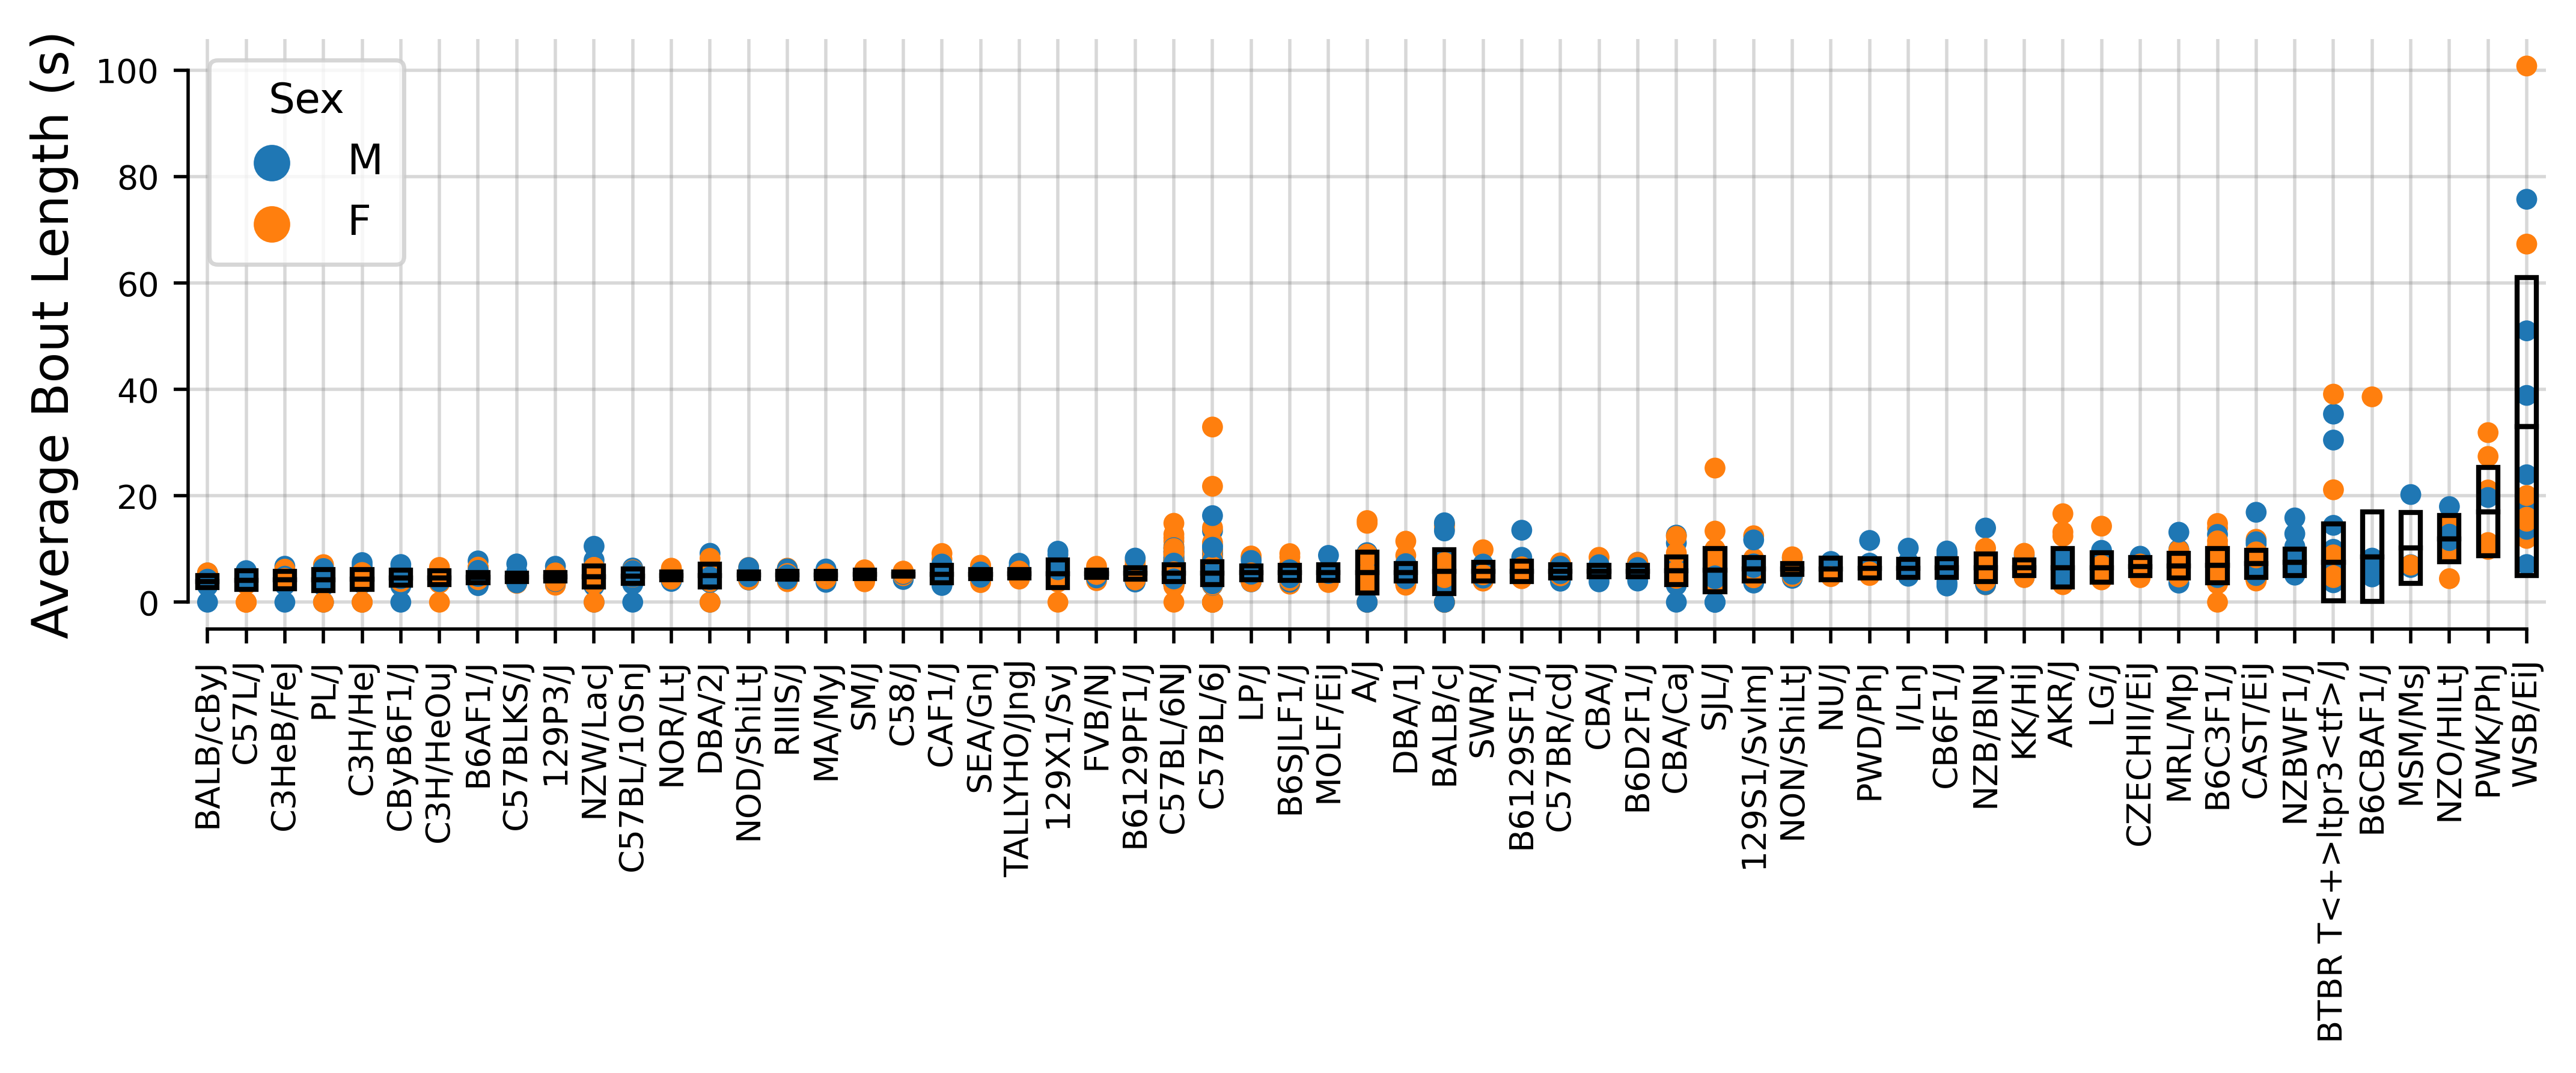 Average Bout Length (s)
100
80
60
40
20
0
Sex
M
F
BALB/cByJ
C57L/J
C3HeB/FeJ
PL/J
C3H/HeJ
CByB6F1/J
C3H/HeOuJ
B6AF1/J
C57BLKS/J
129P3/J
NZW/LacJ
C57BL/10SnJ
NOR/LtJ
DBA/2J
NOD/ShiLtJ
RIIIS/J
MA/MyJ
SM/J
C58/J
CAF1/J
SEA/GnJ
TALLYHO/JngJ
129X1/SvJ
FVB/NJ
B6129PF1/J
C57BL/6NJ
C57BL/6J
LP/J
B6SJLF1/J
MOLF/EiJ
A/J
DBA/1J
BALB/cJ
SWR/J
B6129SF1/J
C57BR/cdJ
CBA/J
B6D2F1/J
CBA/CaJ
SJL/J
129S1/SvImJ
NON/ShiLtJ
NU/J
PWD/PhJ
I/LnJ
CB6F1/J
NZB/BINJ
KK/HiJ
AKR/J
LG/J
CZECHII/EiJ
MRL/MpJ
B6C3F1/J
CAST/EiJ
NZBWF1/J
BTBR T<+>ltpr3<tf>/J
B6CBAF1/J
MSM/MsJ
NZO/HILtJ
PWK/PhJ
WSB/EiJ